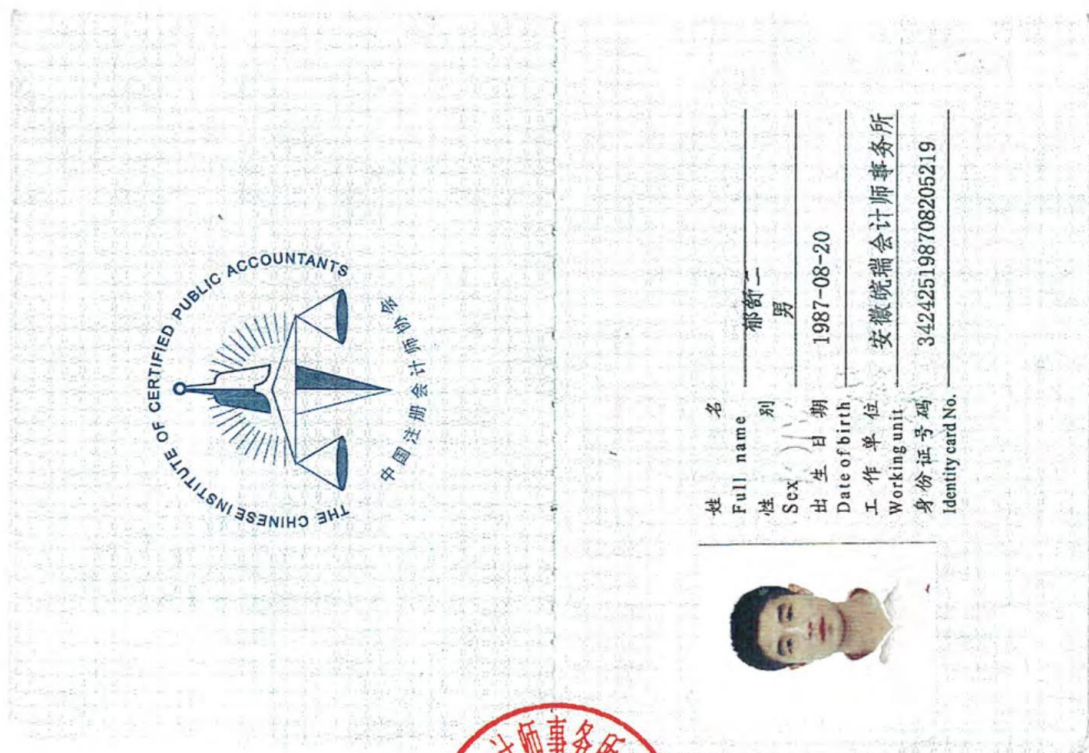 THE CHINESE INSTITUTE OF CERTIFIED PUBLIC ACCOUNTANTS
中国注册会计师协会
姓 名 郁舒二
Full name
性 别 男
Sex
出 生 日 期 1987-08-20
Date of birth
工 作 单 位 安徽皖瑞会计师事务所
Working unit
身份证号码 342425198708205219
Identity card No.
计师事务所